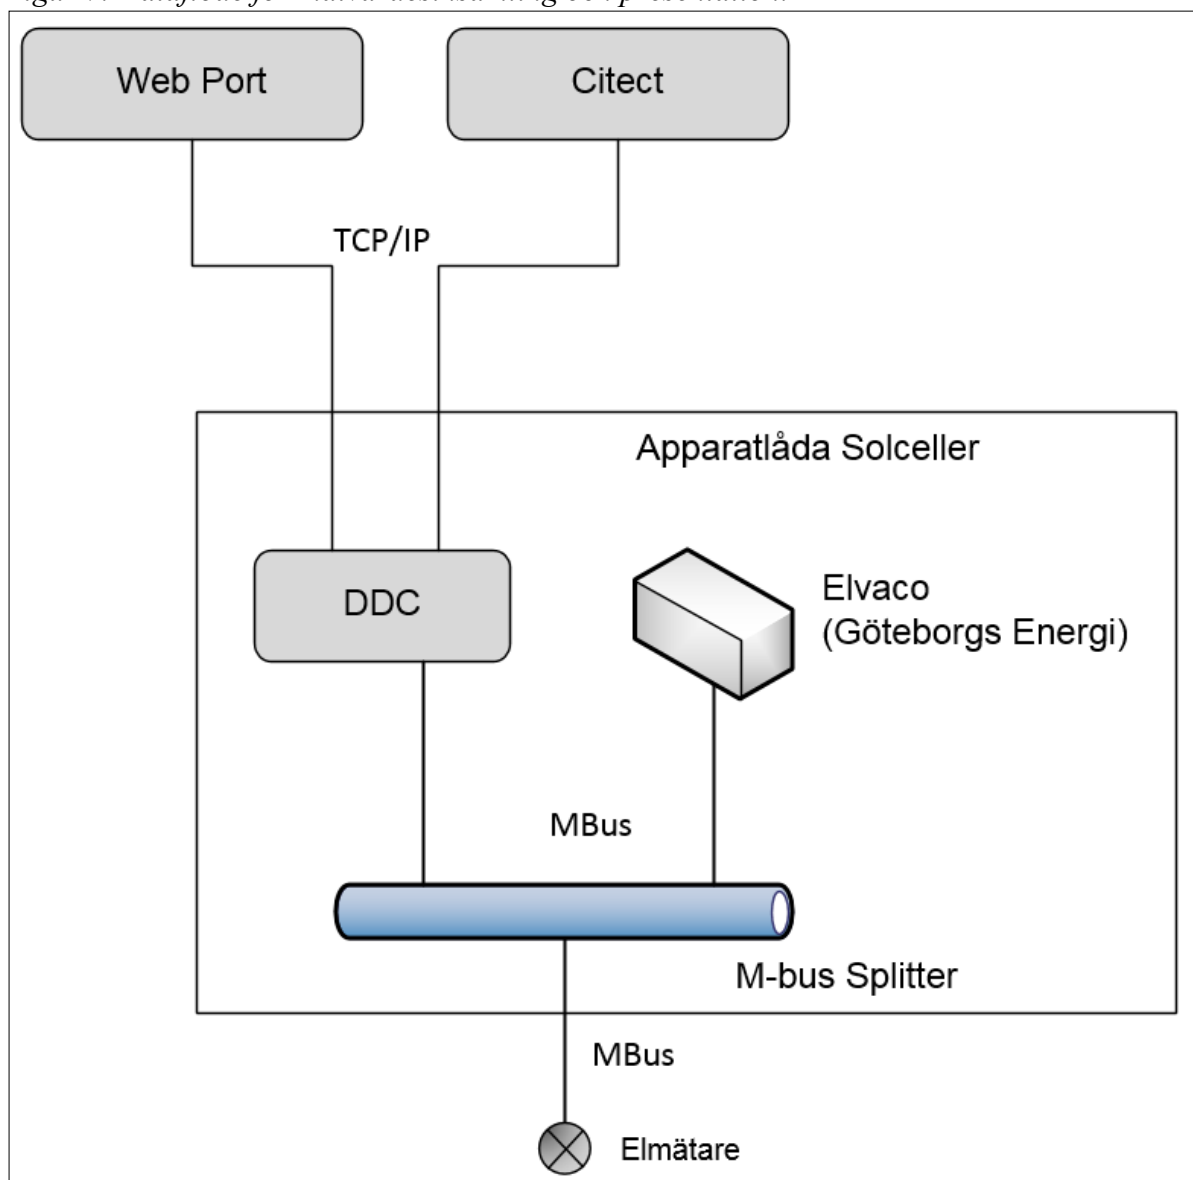 Web Port
Citect
TCP/IP
Apparatlåda Solceller
DDC
Elvaco
(Göteborgs Energi)
MBus
M-bus Splitter
MBus
Elmätare